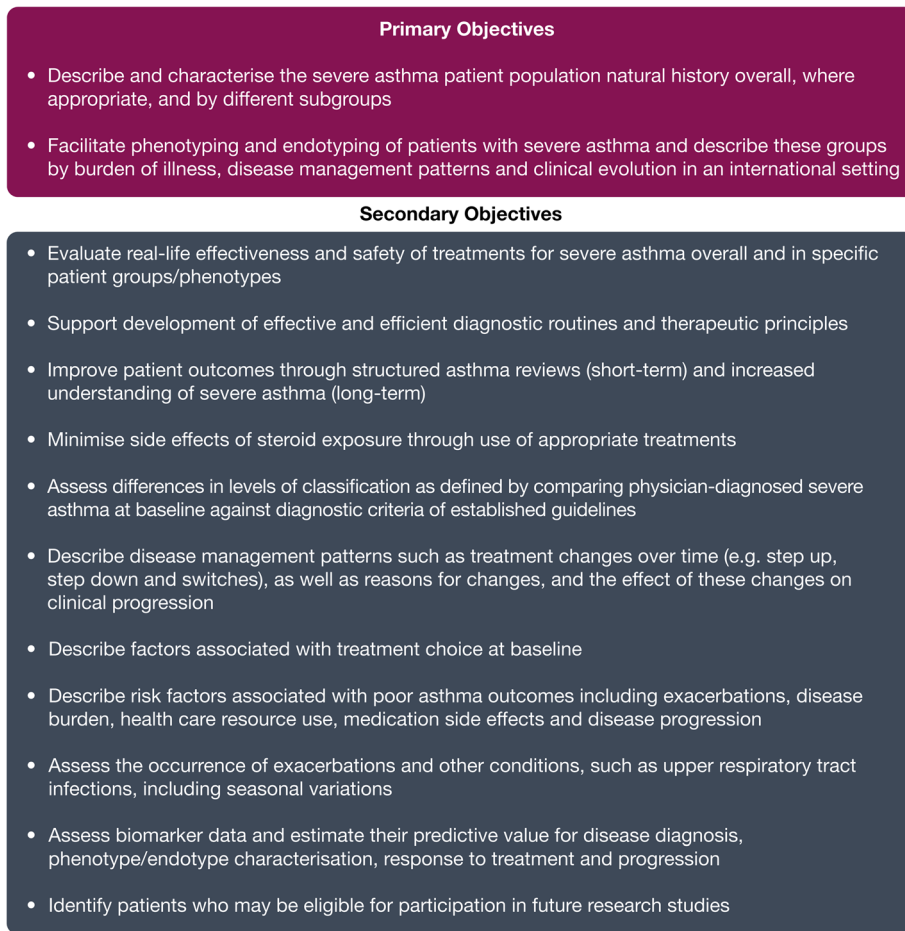 Primary Objectives
• Describe and characterise the severe asthma patient population natural history overall, where
appropriate, and by different subgroups
• Facilitate phenotyping and endotyping of patients with severe asthma and describe these groups
by burden of illness, disease management patterns and clinical evolution in an international setting
Secondary Objectives
• Evaluate real-life effectiveness and safety of treatments for severe asthma overall and in specific
patient groups/phenotypes
• Support development of effective and efficient diagnostic routines and therapeutic principles
• Improve patient outcomes through structured asthma reviews (short-term) and increased
understanding of severe asthma (long-term)
• Minimise side effects of steroid exposure through use of appropriate treatments
• Assess differences in levels of classification as defined by comparing physician-diagnosed severe
asthma at baseline against diagnostic criteria of established guidelines
• Describe disease management patterns such as treatment changes over time (e.g. step up,
step down and switches), as well as reasons for changes, and the effect of these changes on
clinical progression
• Describe factors associated with treatment choice at baseline
• Describe risk factors associated with poor asthma outcomes including exacerbations, disease
burden, health care resource use, medication side effects and disease progression
• Assess the occurrence of exacerbations and other conditions, such as upper respiratory tract
infections, including seasonal variations
• Assess biomarker data and estimate their predictive value for disease diagnosis,
phenotype/endotype characterisation, response to treatment and progression
• Identify patients who may be eligible for participation in future research studies